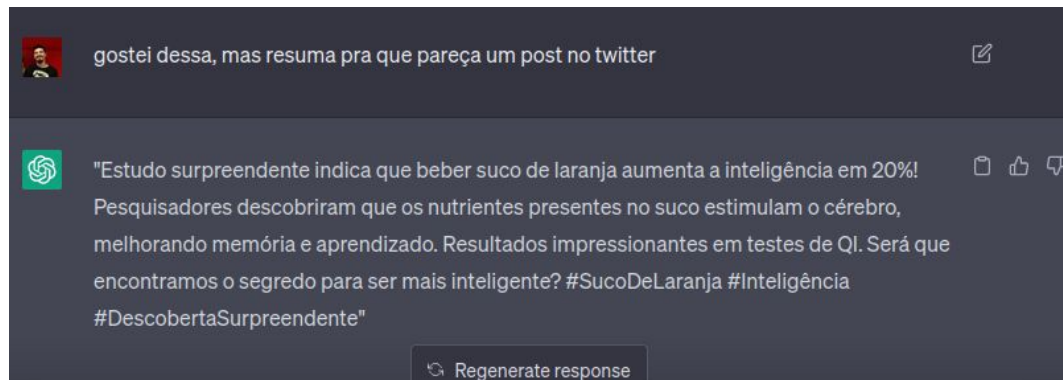 gostei dessa, mas resuma pra que pareça um post no twitter
"Estudo surpreendente indica que beber suco de laranja aumenta a inteligência em 20%!
Pesquisadores descobriram que os nutrientes presentes no suco estimulam o cérebro,
melhorando memória e aprendizado. Resultados impressionantes em testes de QI. Será que
encontramos o segredo para ser mais inteligente? #SucoDeLaranja #Inteligência
#DescobertaSurpreendente"
Regenerate response